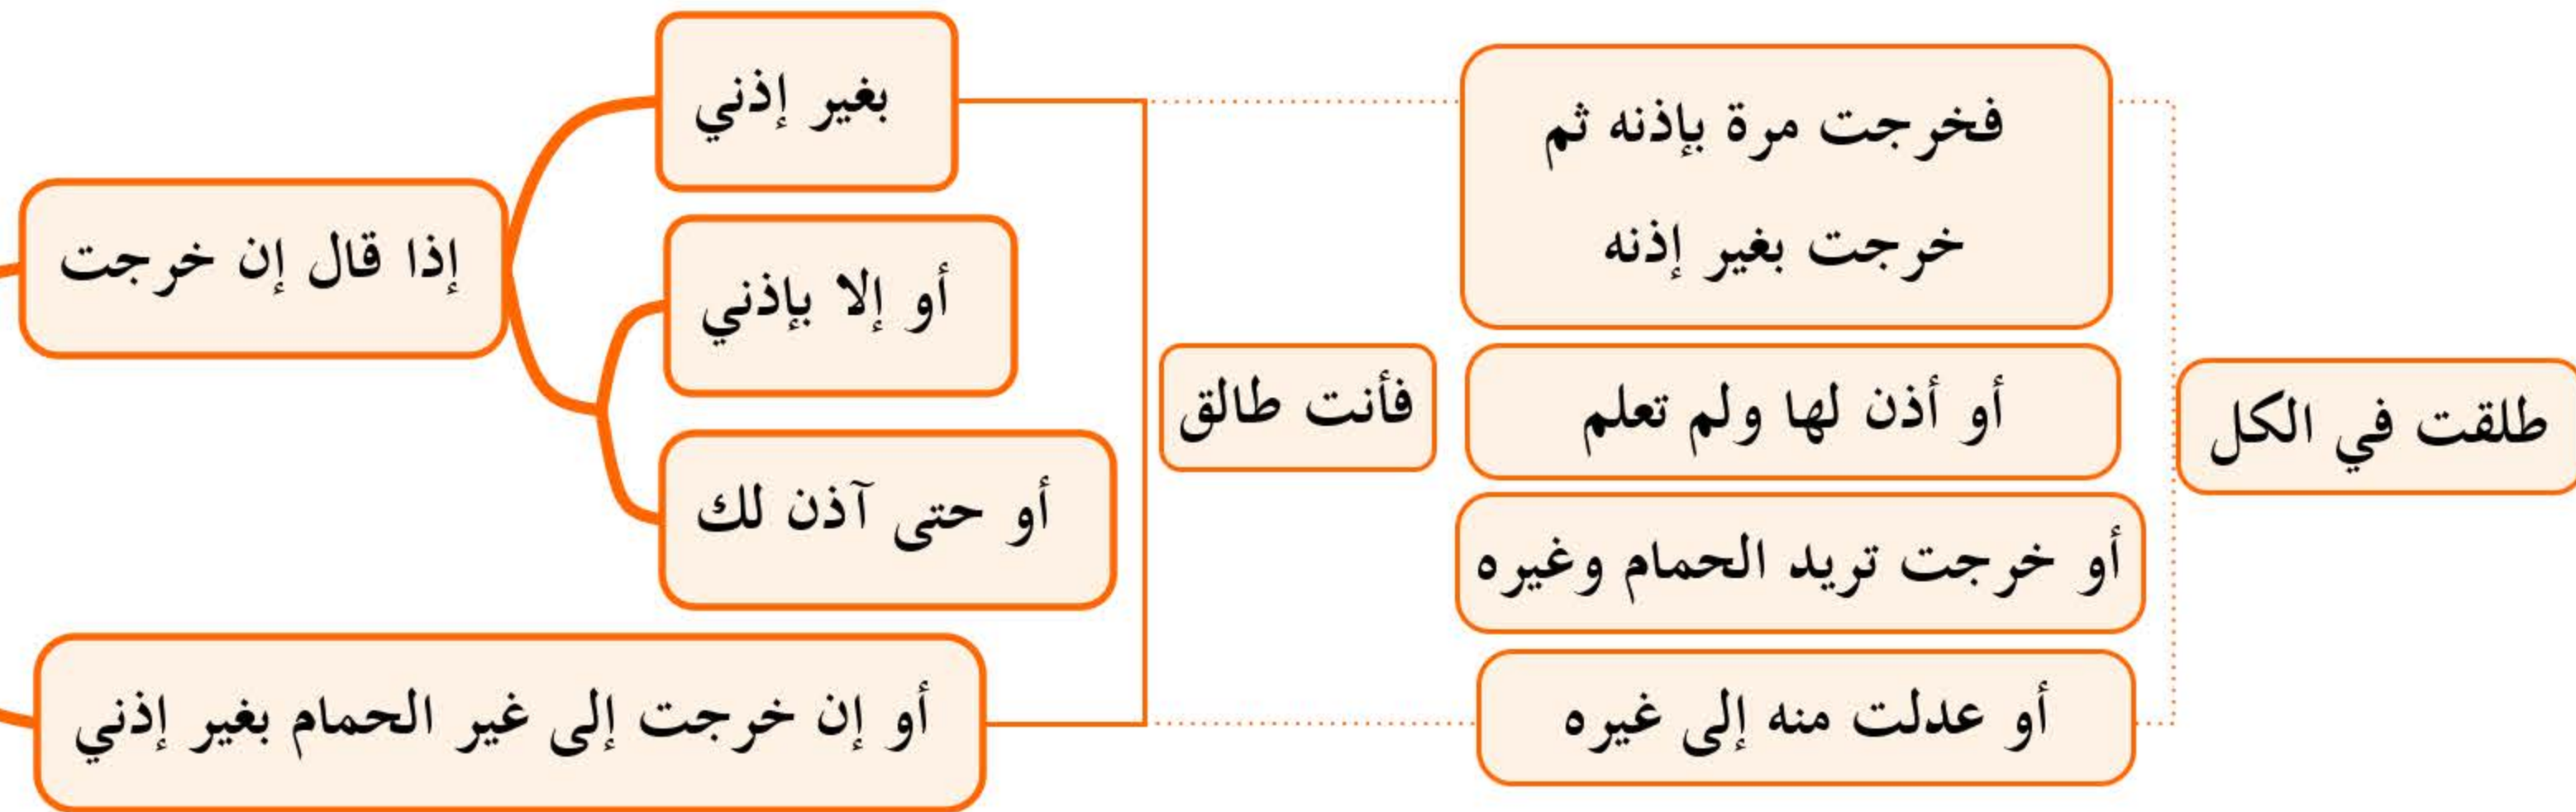 إذا قال إن خرجت
بغير إذني
أو إلا بإذني
أو حتى آذن لك
أو إن خرجت إلى غير الحمام بغير إذني
فأنت طالق
فخرجت مرة بإذنه ثم
خرجت بغير إذنه
أو أذن لها ولم تعلم
أو خرجت تريد الحمام وغيره
أو عدلت منه إلى غيره
طلقت في الكل